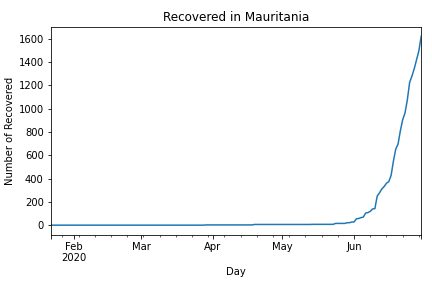 Recovered in Mauritania
Number of Recovered
1600
1400
1200
1000
800
600
400
200
0
Feb
2020
Mar
Apr
May
Jun
Day